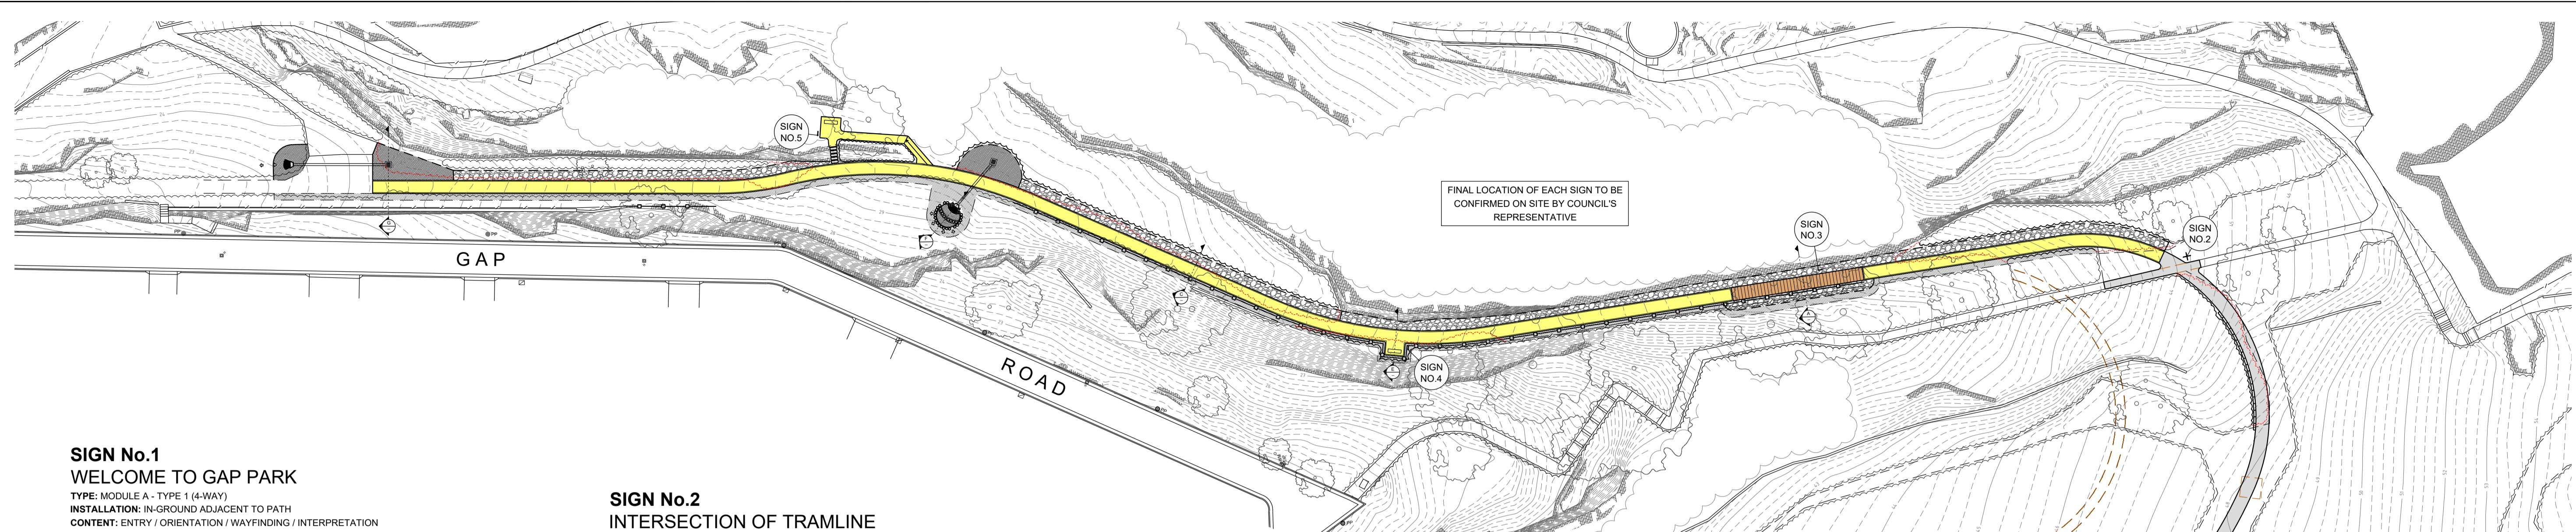 SIGN
NO.5
FINAL LOCATION OF EACH SIGN TO BE
CONFIRMED ON SITE BY COUNCIL'S
REPRESENTATIVE
SIGN
NO.3
SIGN
NO.2
GAP
ROAD
SIGN
NO.4
SIGN No.1
WELCOME TO GAP PARK
TYPE: MODULE A - TYPE 1 (4-WAY)
INSTALLATION: IN-GROUND ADJACENT TO PATH
CONTENT: ENTRY / ORIENTATION / WAYFINDING / INTERPRETATION
SIGN No.2
INTERSECTION OF TRAMLINE